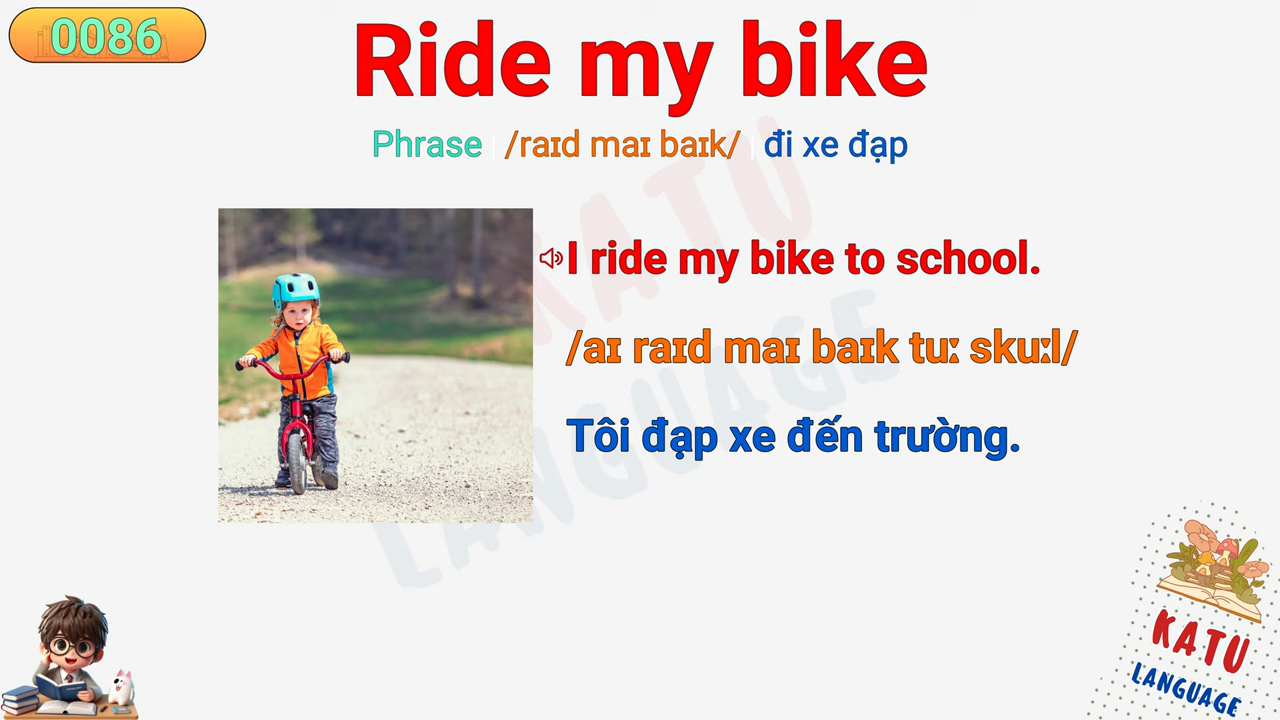 0086
Ride my bike
Phrase | /raɪd maɪ baɪk/ | đi xe đạp
I ride my bike to school.
/aɪ raɪd maɪ baɪk tuː skuːl/
Tôi đạp xe đến trường.
KATU
LANGUAGE
KATU
LANGUAGE